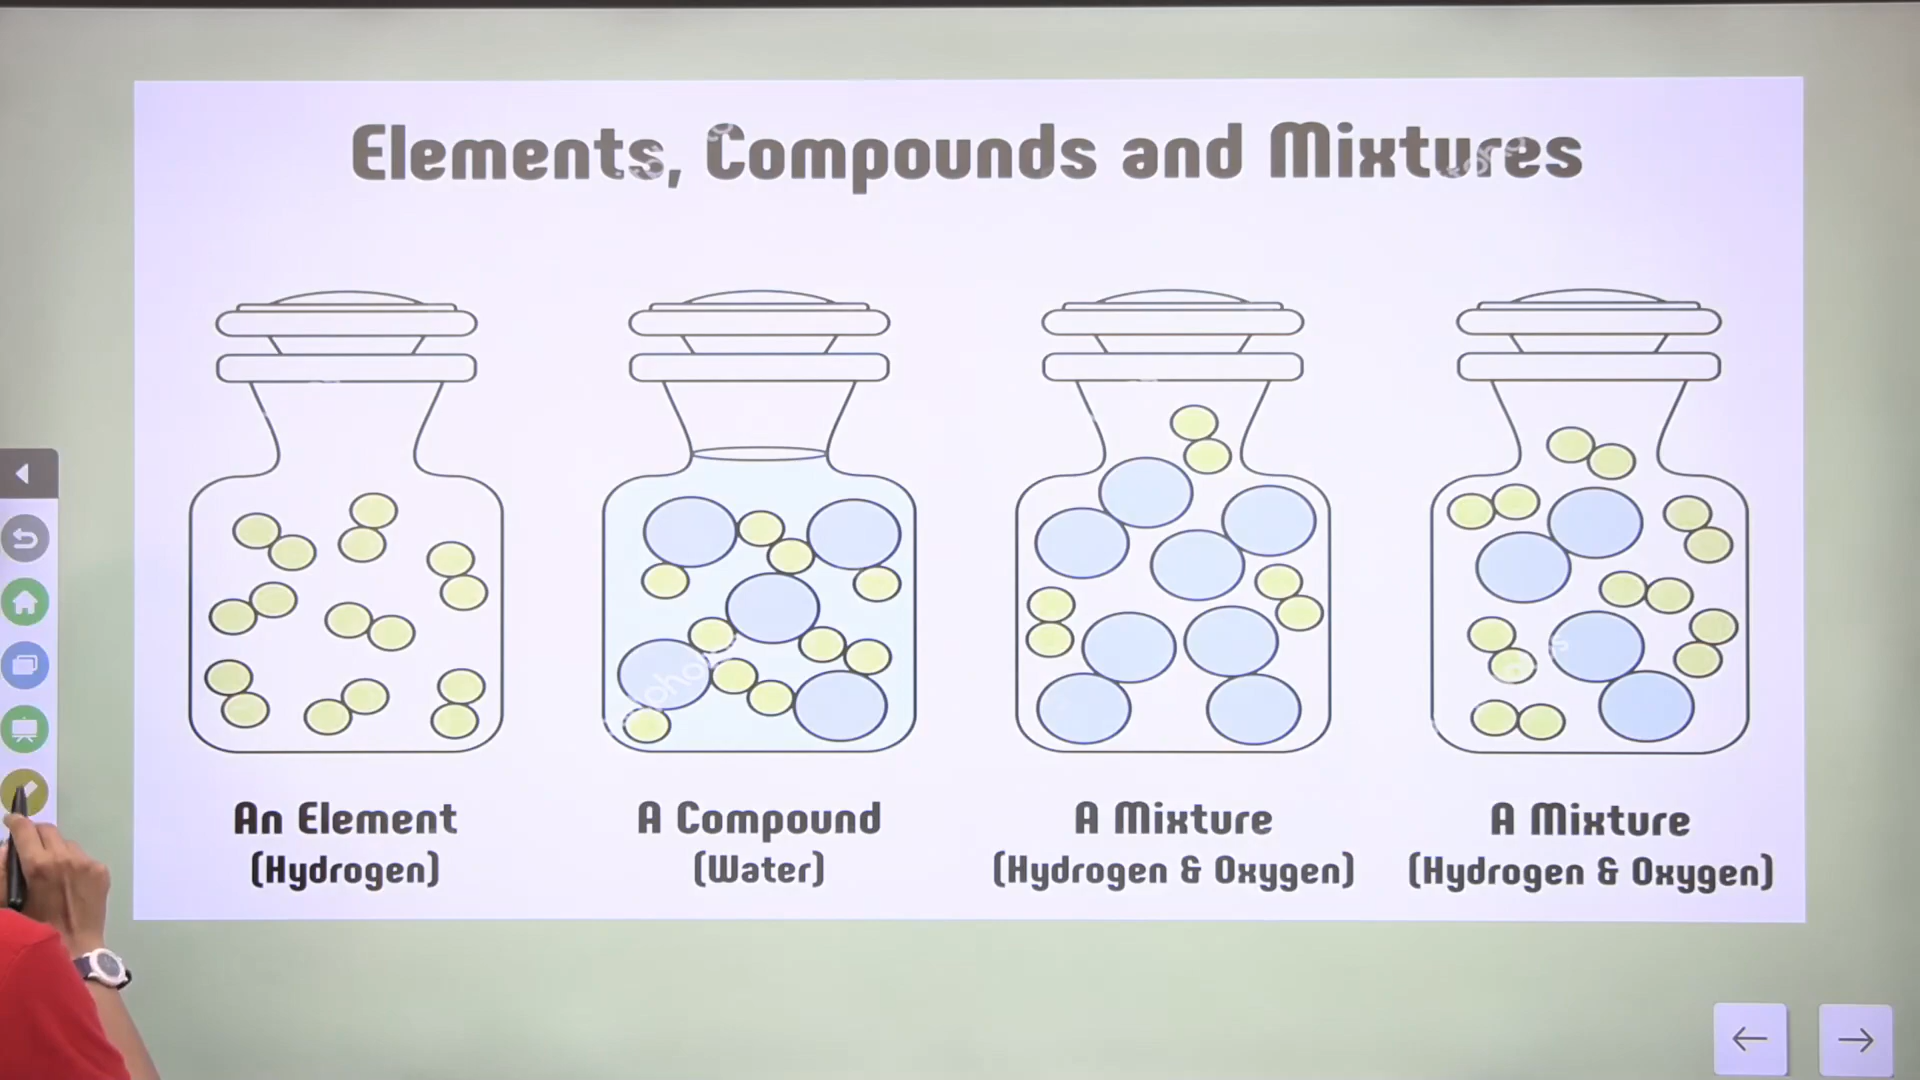 Elements, Compounds and Mixtures
An Element
(Hydrogen)
A Compound
(Water)
A Mixture
(Hydrogen & Oxygen)
A Mixture
(Hydrogen & Oxygen)